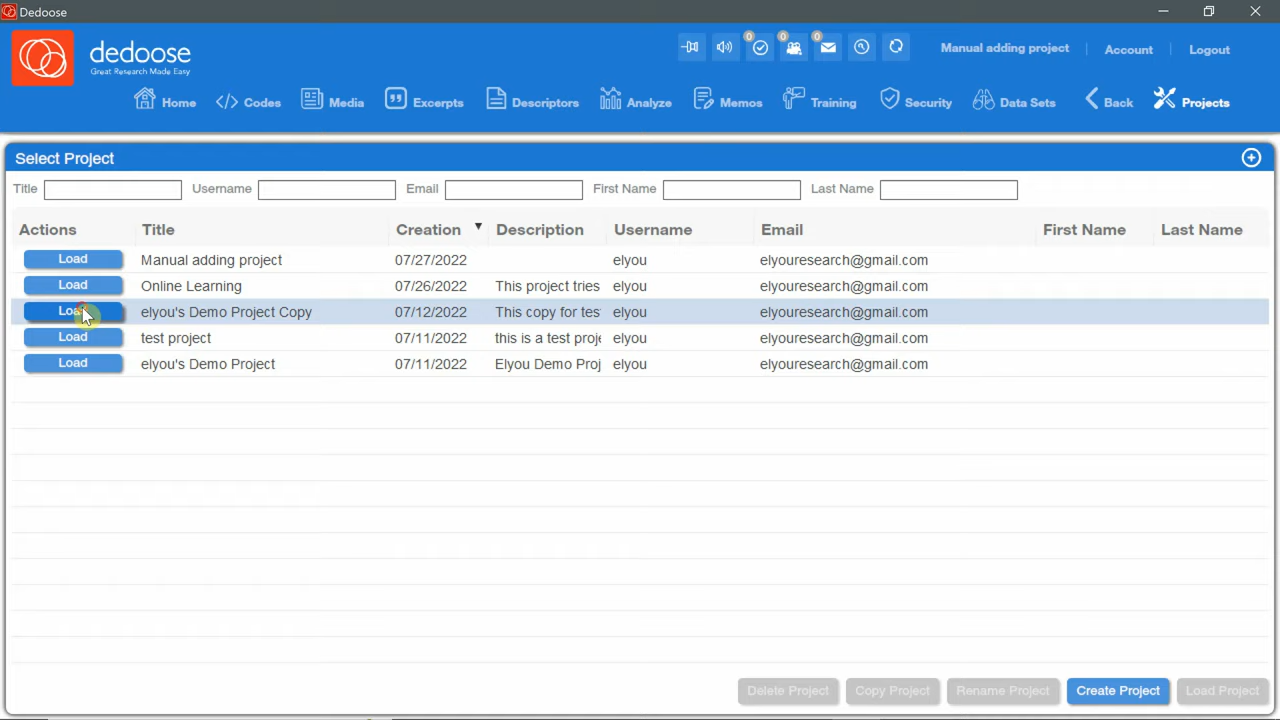 Dedoose
dedoose
Great Research Made Easy
0 0 0 Manual adding project Account Logout
Home Codes Media Excerpts Descriptors Analyze Memos Training Security Data Sets Back Projects
Select Project
Title Username Email First Name Last Name
Actions Title Creation Description Username Email First Name Last Name
Load Manual adding project 07/27/2022 elyou elyouresearch@gmail.com
Load Online Learning 07/26/2022 This project tries elyou elyouresearch@gmail.com
Load elyou's Demo Project Copy 07/12/2022 This copy for tes elyou elyouresearch@gmail.com
Load test project 07/11/2022 this is a test proje elyou elyouresearch@gmail.com
Load elyou's Demo Project 07/11/2022 Elyou Demo Proj elyou elyouresearch@gmail.com
Delete Project Copy Project Rename Project Create Project Load Project